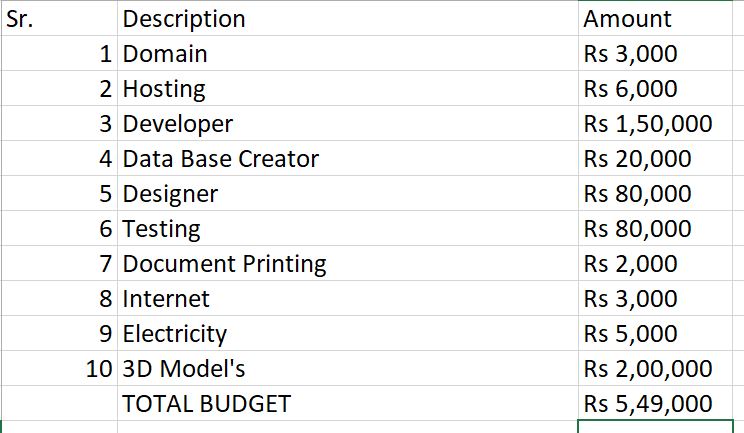 Sr. Description Amount
1 Domain Rs 3,000
2 Hosting Rs 6,000
3 Developer Rs 1,50,000
4 Data Base Creator Rs 20,000
5 Designer Rs 80,000
6 Testing Rs 80,000
7 Document Printing Rs 2,000
8 Internet Rs 3,000
9 Electricity Rs 5,000
10 3D Model's Rs 2,00,000
TOTAL BUDGET Rs 5,49,000